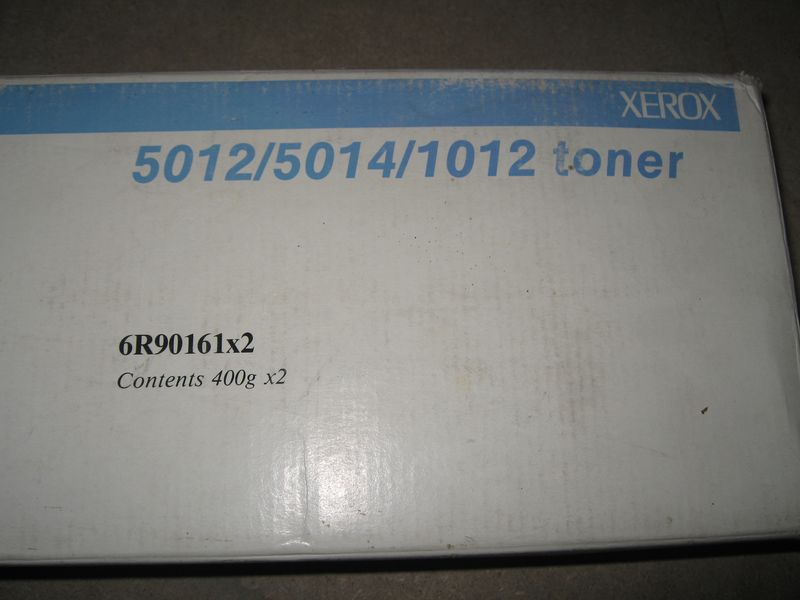 XEROX
5012/5014/1012 toner
6R90161x2
Contents 400g x2